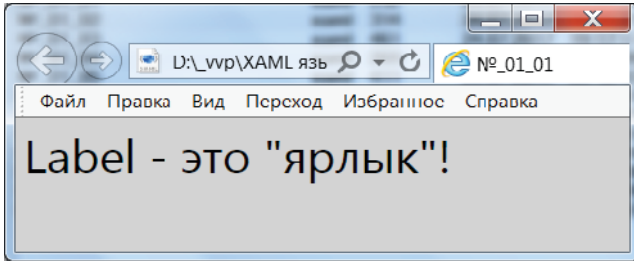 D:\_vvp\XAML язь
№_01_01
Файл Правка Вид Переход Избранное Справка
Label - это "ярлык"!